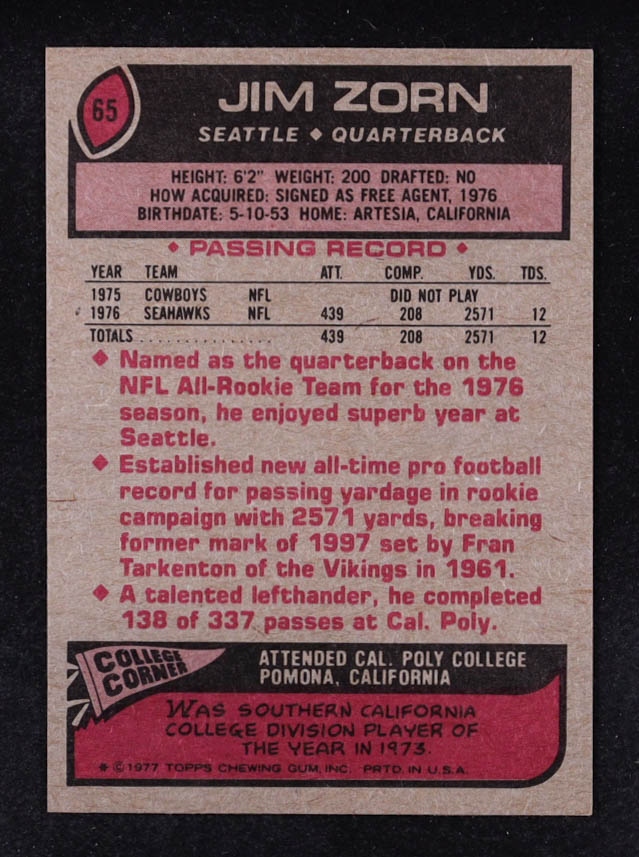 65
JIM ZORN
SEATTLE ♦ QUARTERBACK
HEIGHT: 6'2" WEIGHT: 200 DRAFTED: NO
HOW ACQUIRED: SIGNED AS FREE AGENT, 1976
BIRTHDATE: 5-10-53 HOME: ARTESIA, CALIFORNIA
♦ PASSING RECORD ♦
YEAR TEAM ATT. COMP. YDS. TDS.
1975 COWBOYS NFL DID NOT PLAY
1976 SEAHAWKS NFL 439 208 2571 12
TOTALS . . . . . . . . . . . . . . . 439 208 2571 12
♦ Named as the quarterback on the
NFL All-Rookie Team for the 1976
season, he enjoyed superb year at
Seattle.
♦ Established new all-time pro football
record for passing yardage in rookie
campaign with 2571 yards, breaking
former mark of 1997 set by Fran
Tarkenton of the Vikings in 1961.
♦ A talented lefthander, he completed
138 of 337 passes at Cal. Poly.
COLLEGE
CORNER
ATTENDED CAL. POLY COLLEGE
POMONA, CALIFORNIA
WAS SOUTHERN CALIFORNIA
COLLEGE DIVISION PLAYER OF
THE YEAR IN 1973.
* © 1977 TOPPS CHEWING GUM, INC. PRTD. IN U.S.A.